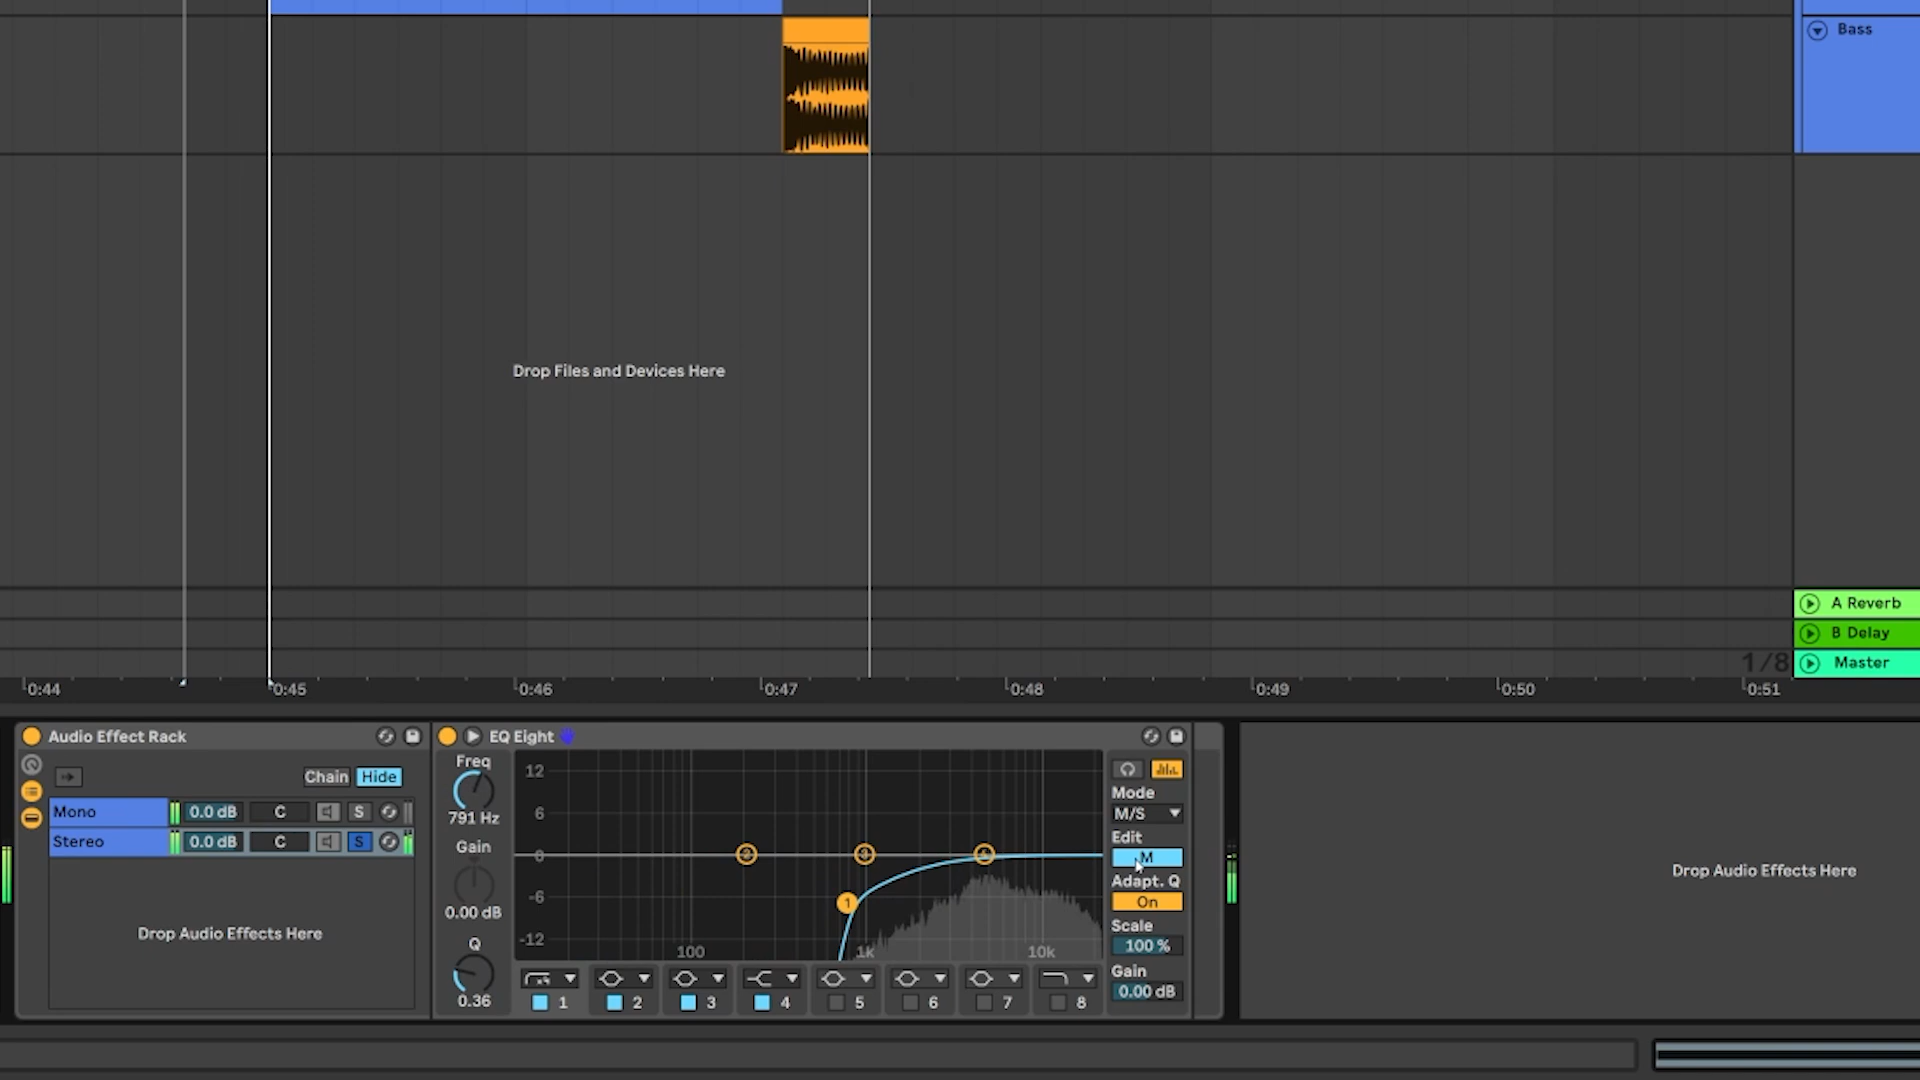 Bass
Drop Files and Devices Here
A Reverb
B Delay
1/8
Master
0:44
0:45
0:46
0:47
0:48
0:49
0:50
0:51
Audio Effect Rack
Chain Hide
Mono 0.0 dB C S
Stereo 0.0 dB C S
Drop Audio Effects Here
EQ Eight
Freq
791 Hz
Gain
0.00 dB
Q
0.36
12
6
0
-6
-12
100 1k 10k
2 3 4
1
1 2 3 4 5 6 7 8
Mode
M/S
Edit
M
Adapt. Q
On
Scale
100 %
Gain
0.00 dB
Drop Audio Effects Here